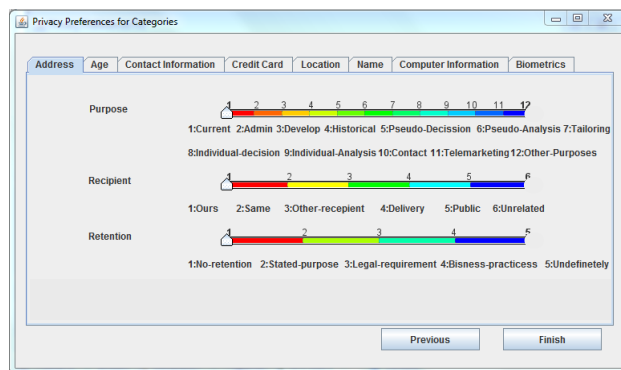 Privacy Preferences for Categories
Address Age Contact Information Credit Card Location Name Computer Information Biometrics
Purpose 1 2 3 4 5 6 7 8 9 10 11 12
1:Current 2:Admin 3:Develop 4:Historical 5:Pseudo-Decission 6:Pseudo-Analysis 7:Tailoring
8:Individual-decision 9:Individual-Analysis 10:Contact 11:Telemarketing 12:Other-Purposes
Recipient 1 2 3 4 5 6
1:Ours 2:Same 3:Other-recepient 4:Delivery 5:Public 6:Unrelated
Retention 1 2 3 4 5
1:No-retention 2:Stated-purpose 3:Legal-requirement 4:Bisness-practicess 5:Undefinetely
Previous Finish